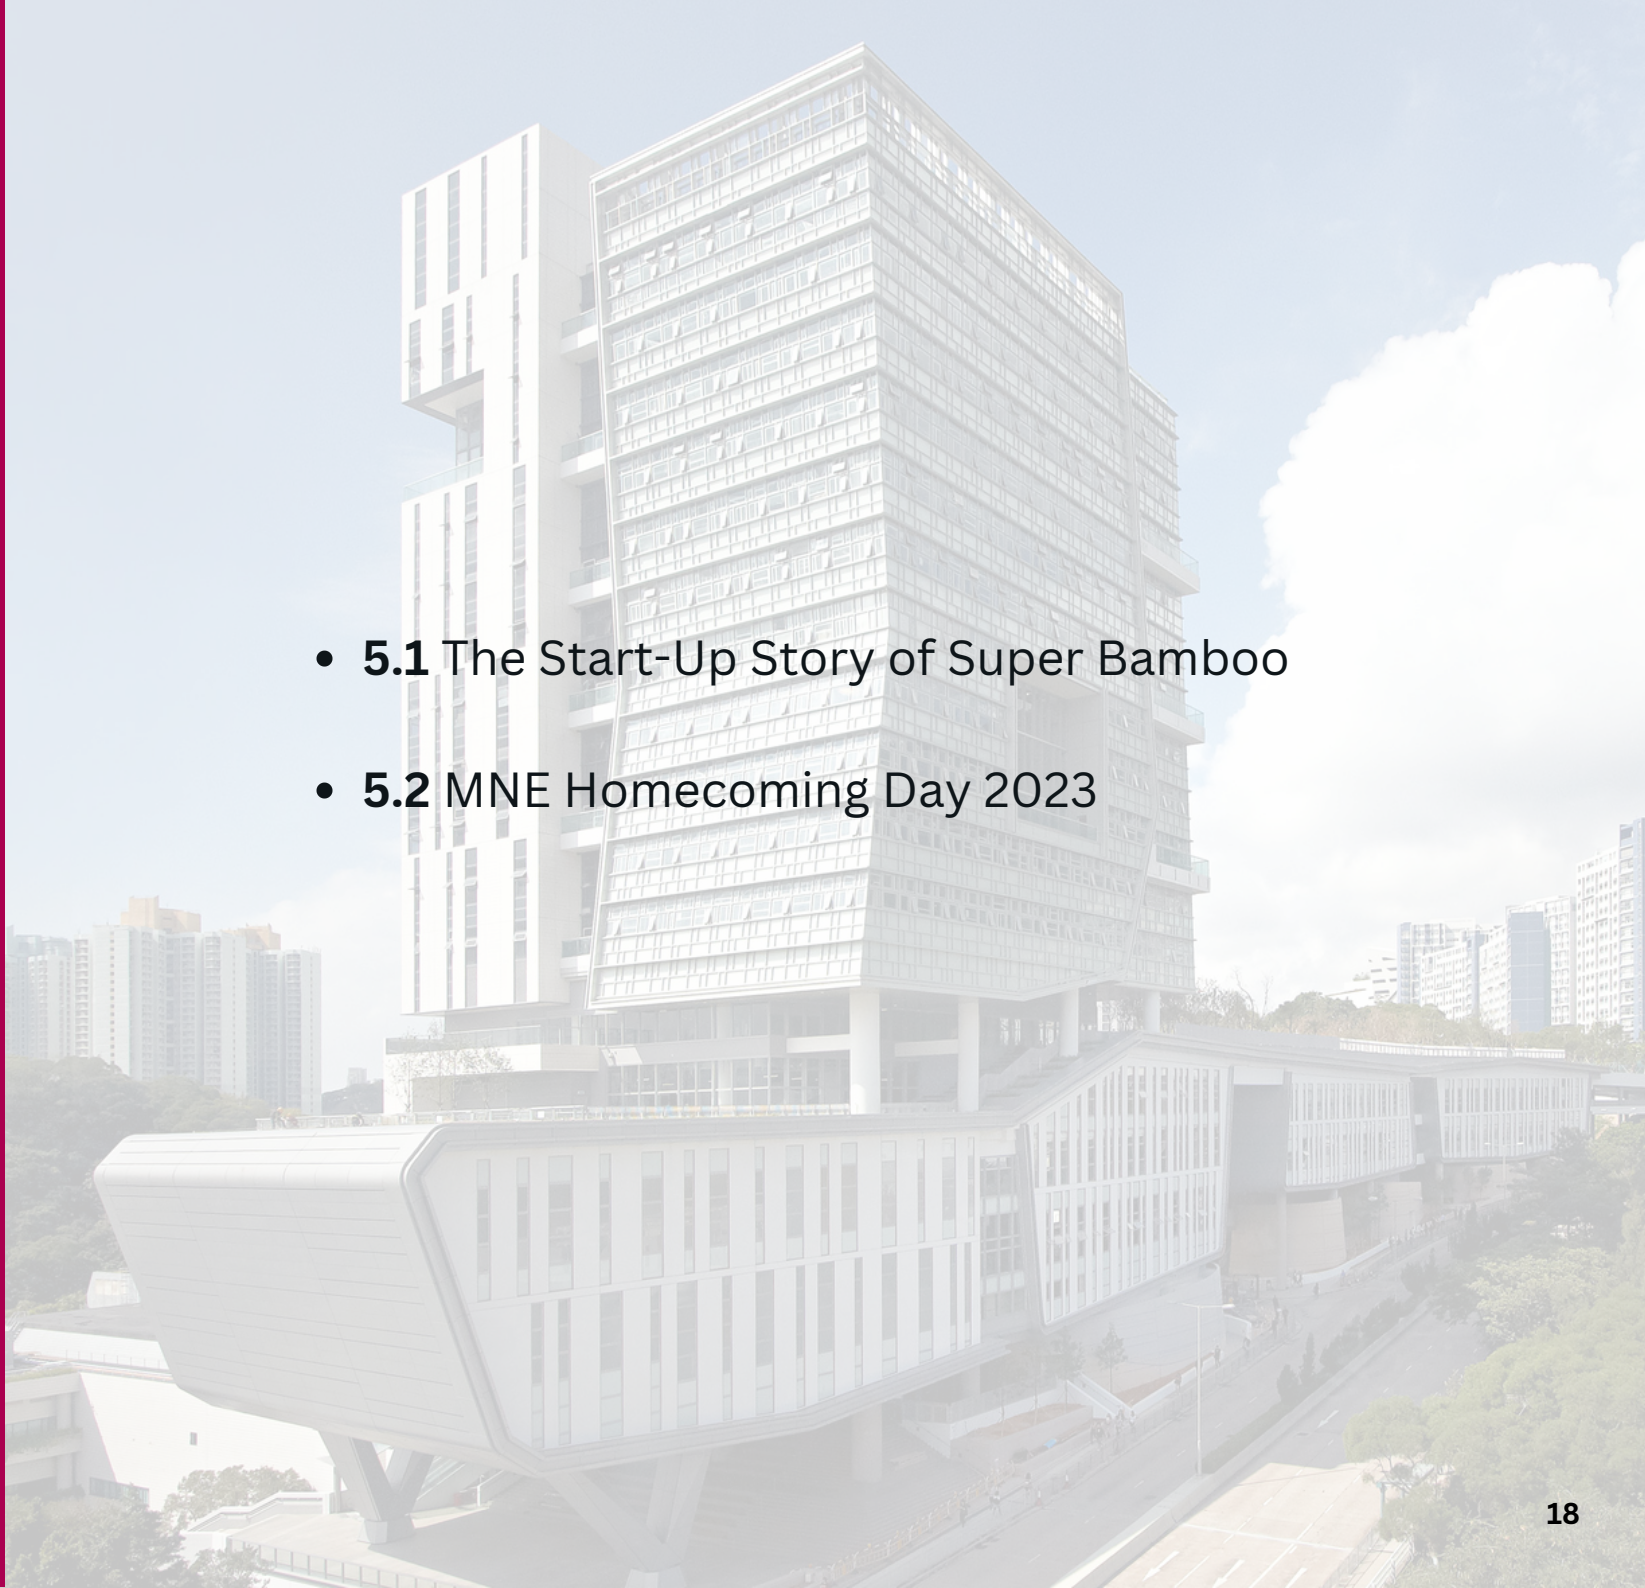 • 5.1 The Start-Up Story of Super Bamboo
• 5.2 MNE Homecoming Day 2023
18